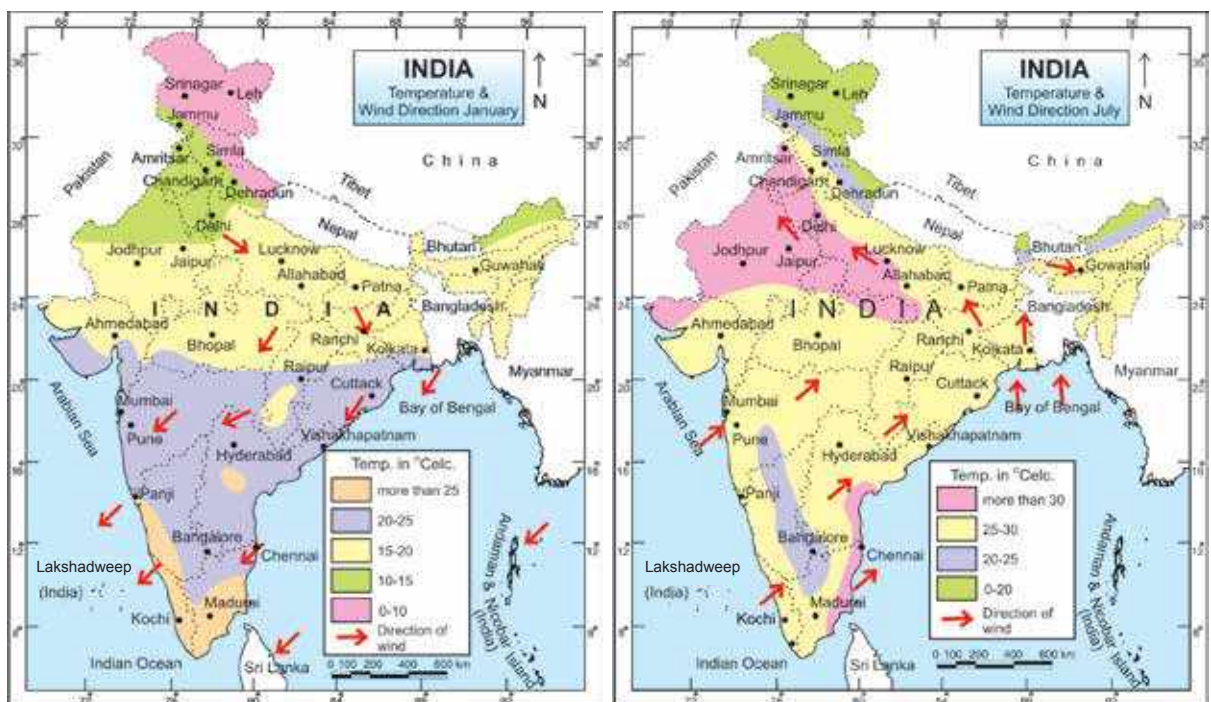 INDIA
Temperature &
Wind Direction January
N
Srinagar
Leh
Jammu
Amritsar
Simla
Chandigarh
Dehradun
Pakistan
China
Tibet
Nepal
Delhi
Bhutan
Jodhpur
Jaipur
Lucknow
Guwahati
Allahabad
Patna
Bangladesh
I N D I A
Ahmedabad
Bhopal
Ranchi
Kolkata
Raipur
Myanmar
Arabian Sea
Cuttack
Mumbai
Bay of Bengal
Pune
Vishakhapatnam
Hyderabad
Panji
Bangalore
Chennai
Lakshadweep
(India)
Kochi
Madurai
Andaman & Nicobar Island
(India)
Indian Ocean
Sri Lanka
Temp. in °Celc.
more than 25
20-25
15-20
10-15
0-10
Direction of
wind
0 100 200 400 600 km
INDIA
Temperature &
Wind Direction July
N
Srinagar
Leh
Jammu
Amritsar
Simla
Chandigarh
Dehradun
Pakistan
China
Tibet
Nepal
Delhi
Bhutan
Jodhpur
Jaipur
Lucknow
Gowahati
Allahabad
Patna
Bangladesh
I N D I A
Ahmedabad
Bhopal
Ranchi
Kolkata
Raipur
Myanmar
Arabian Sea
Cuttack
Mumbai
Bay of Bengal
Pune
Vishakhapatnam
Hyderabad
Panji
Bangalore
Chennai
Lakshadweep
(India)
Kochi
Madurai
Andaman & Nicobar Island
(India)
Indian Ocean
Sri Lanka
Temp. in °Celc.
more than 30
25-30
20-25
0-20
Direction of
wind
0 100 200 400 600 km